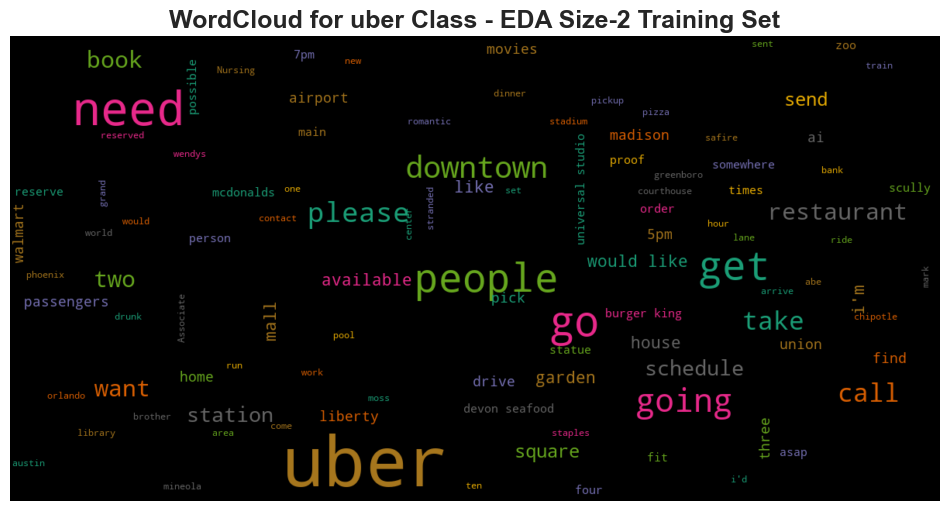 WordCloud for uber Class - EDA Size-2 Training Set
sent
zoo
movies
book
7pm
new
Nursing
train
possible
need
airport
dinner
pickup
send
pizza
reserved
main
romantic
stadium
madison
safire
ai
wendys
downtown
universal studio
proof
somewhere
bank
greenboro
reserve
grand
mcdonalds
one
like
set
courthouse
times
scully
stranded
please
center
order
restaurant
walmart
would
contact
hour
world
person
5pm
lane
ride
would like
get
phoenix
two
available
people
pick
mark
abe
arrive
i'm
passengers
drunk
Associate
mall
go
burger king
take
chipotle
pool
statue
house
union
run
home
work
schedule
find
want
drive
garden
orlando
moss
call
brother
station
liberty
devon seafood
going
library
area
come
staples
three
uber
square
fit
asap
austin
i'd
mineola
ten
four